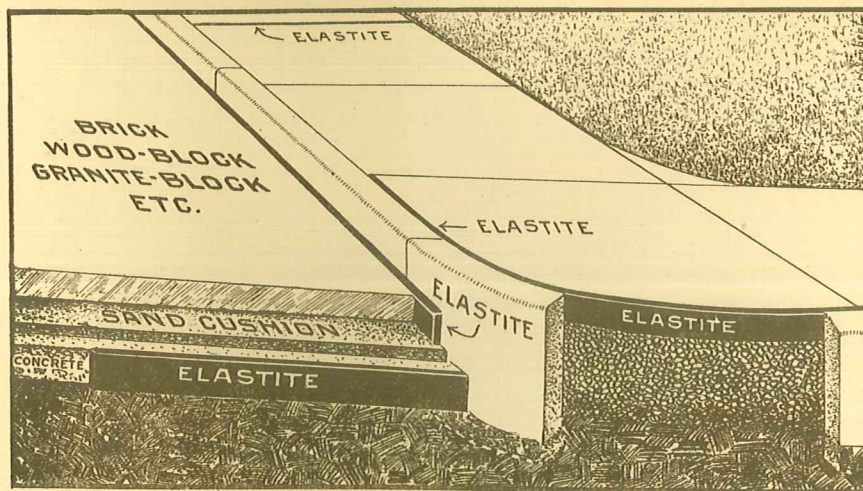 ELASTITE
BRICK
WOOD-BLOCK
GRANITE-BLOCK
ETC.
ELASTITE
ELASTITE
SAND CUSHION
ELASTITE
CONCRETE
ELASTITE